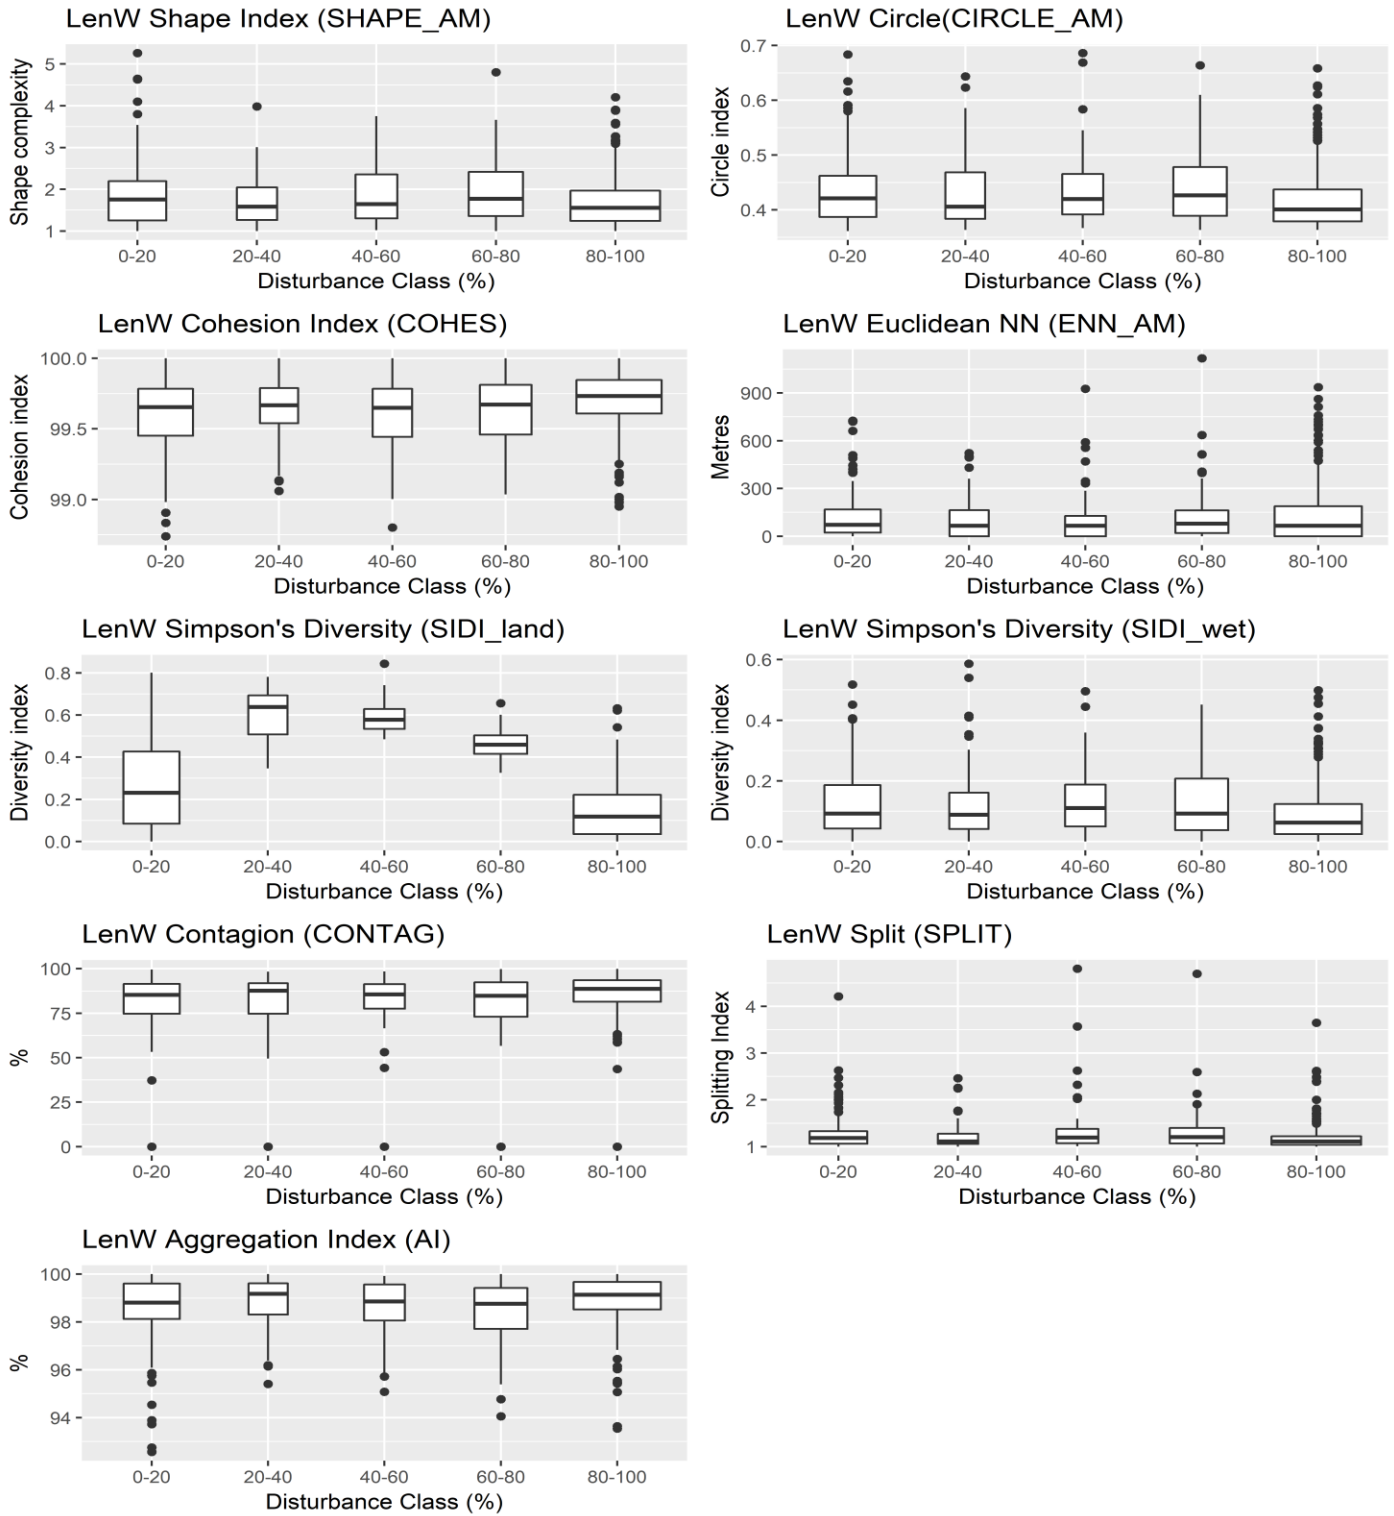 LenW Shape Index (SHAPE_AM)
Shape complexity
5
4
3
2
1
0-20 20-40 40-60 60-80 80-100
Disturbance Class (%)
LenW Circle(CIRCLE_AM)
Circle index
0.7
0.6
0.5
0.4
0-20 20-40 40-60 60-80 80-100
Disturbance Class (%)
LenW Cohesion Index (COHES)
Cohesion index
100.0
99.5
99.0
0-20 20-40 40-60 60-80 80-100
Disturbance Class (%)
LenW Euclidean NN (ENN_AM)
Metres
900
600
300
0
0-20 20-40 40-60 60-80 80-100
Disturbance Class (%)
LenW Simpson's Diversity (SIDI_land)
Diversity index
0.8
0.6
0.4
0.2
0.0
0-20 20-40 40-60 60-80 80-100
Disturbance Class (%)
LenW Simpson's Diversity (SIDI_wet)
Diversity index
0.6
0.4
0.2
0.0
0-20 20-40 40-60 60-80 80-100
Disturbance Class (%)
LenW Contagion (CONTAG)
%
100
75
50
25
0
0-20 20-40 40-60 60-80 80-100
Disturbance Class (%)
LenW Split (SPLIT)
Splitting Index
4
3
2
1
0-20 20-40 40-60 60-80 80-100
Disturbance Class (%)
LenW Aggregation Index (AI)
%
100
98
96
94
0-20 20-40 40-60 60-80 80-100
Disturbance Class (%)